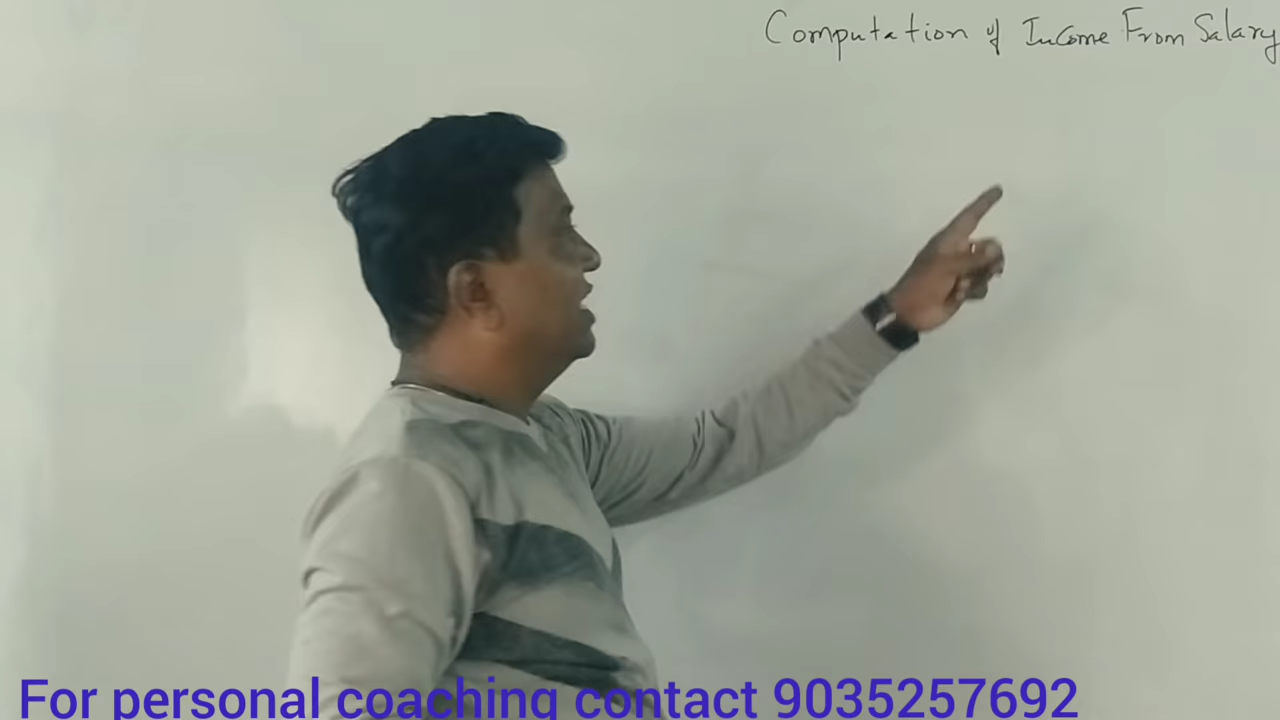 Computation of Income From Salary
For personal coaching contact 9035257692